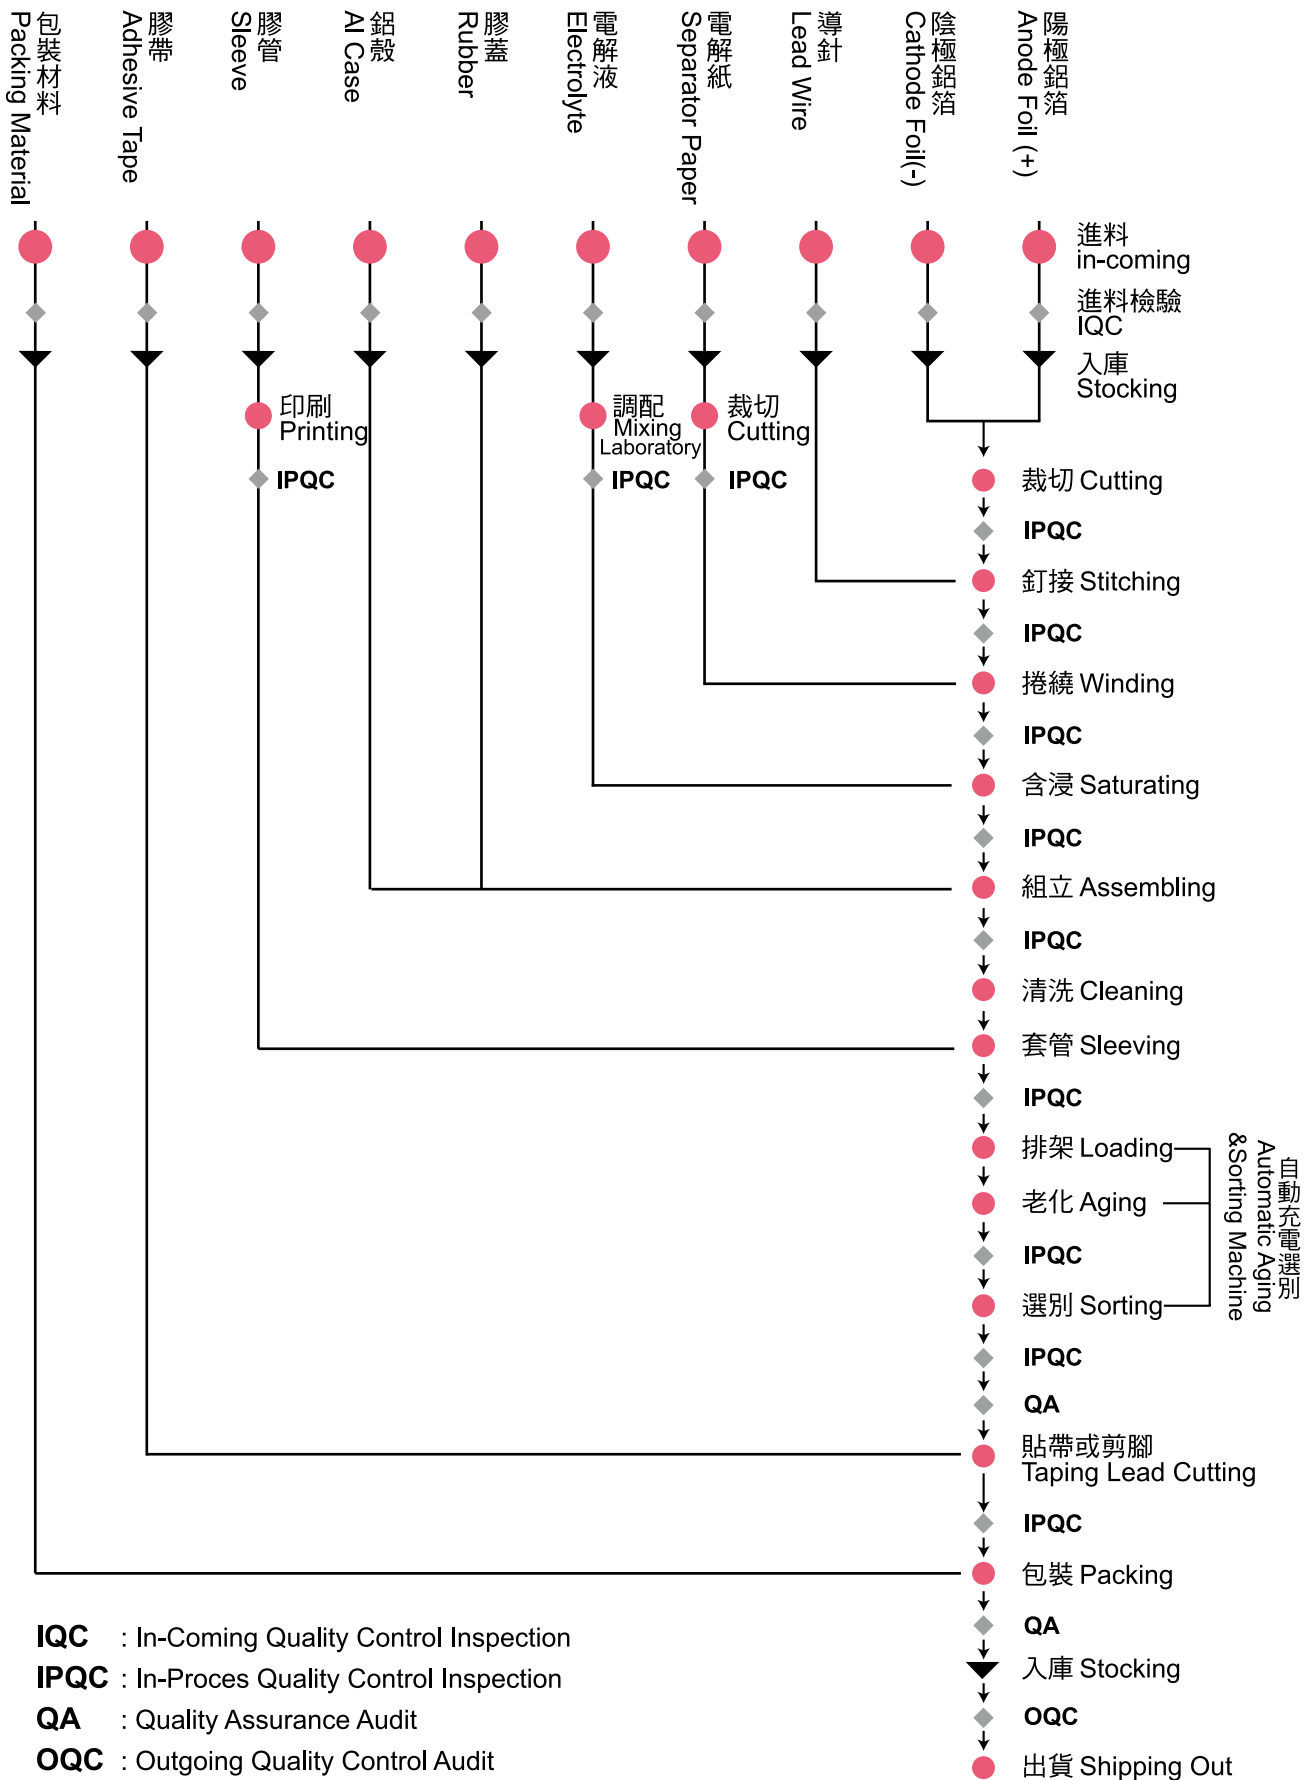 包裝材料
Packing Material
膠帶
Adhesive Tape
膠管
Sleeve
鋁殼
Al Case
膠蓋
Rubber
電解液
Electrolyte
電解紙
Separator Paper
導針
Lead Wire
陰極鋁箔
Cathode Foil(-)
陽極鋁箔
Anode Foil (+)
進料
in-coming
進料檢驗
IQC
入庫
Stocking
印刷
Printing
IPQC
調配
Mixing
Laboratory
IPQC
裁切
Cutting
IPQC
裁切 Cutting
IPQC
釘接 Stitching
IPQC
捲繞 Winding
IPQC
含浸 Saturating
IPQC
組立 Assembling
IPQC
清洗 Cleaning
套管 Sleeving
IPQC
排架 Loading
老化 Aging
IPQC
選別 Sorting
自動充電選別
Automatic Aging
&Sorting Machine
IPQC
QA
貼帶或剪腳
Taping Lead Cutting
IPQC
包裝 Packing
QA
入庫 Stocking
OQC
出貨 Shipping Out
IQC : In-Coming Quality Control Inspection
IPQC : In-Proces Quality Control Inspection
QA : Quality Assurance Audit
OQC : Outgoing Quality Control Audit